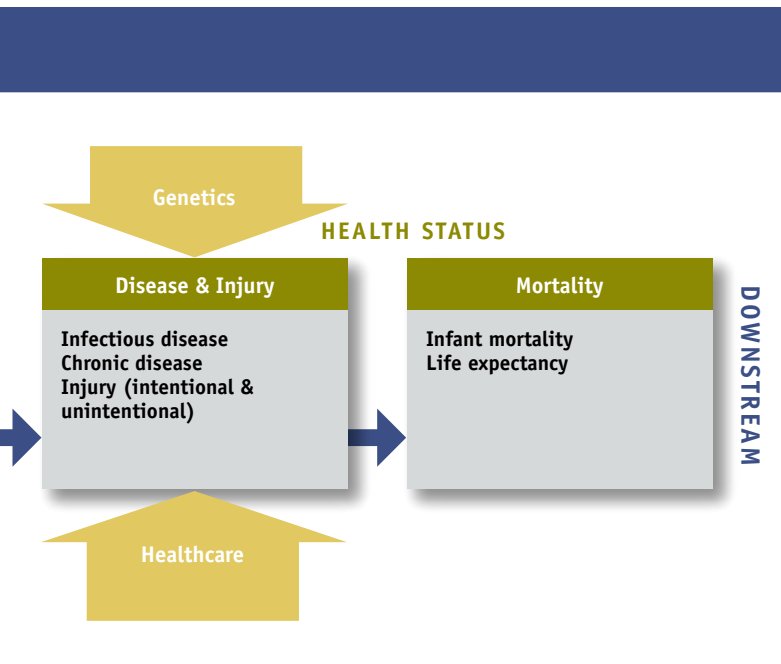 Genetics
HEALTH STATUS
Disease & Injury
Infectious disease
Chronic disease
Injury (intentional &
unintentional)
Mortality
Infant mortality
Life expectancy
DOWNSTREAM
Healthcare